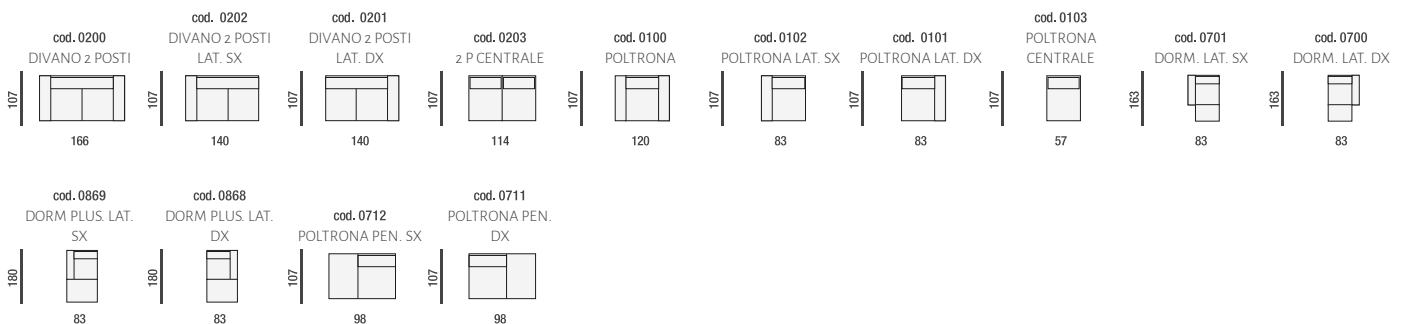 cod. 0200
DIVANO 2 POSTI
107
166
cod. 0202
DIVANO 2 POSTI
LAT. SX
107
140
cod. 0201
DIVANO 2 POSTI
LAT. DX
107
140
cod. 0203
2 P CENTRALE
107
114
cod. 0100
POLTRONA
107
120
cod. 0102
POLTRONA LAT. SX
107
83
cod. 0101
POLTRONA LAT. DX
107
83
cod. 0103
POLTRONA
CENTRALE
107
57
cod. 0701
DORM. LAT. SX
163
83
cod. 0700
DORM. LAT. DX
163
83
cod. 0869
DORM PLUS. LAT.
SX
180
83
cod. 0868
DORM PLUS. LAT.
DX
180
83
cod. 0712
POLTRONA PEN. SX
107
98
cod. 0711
POLTRONA PEN.
DX
107
98